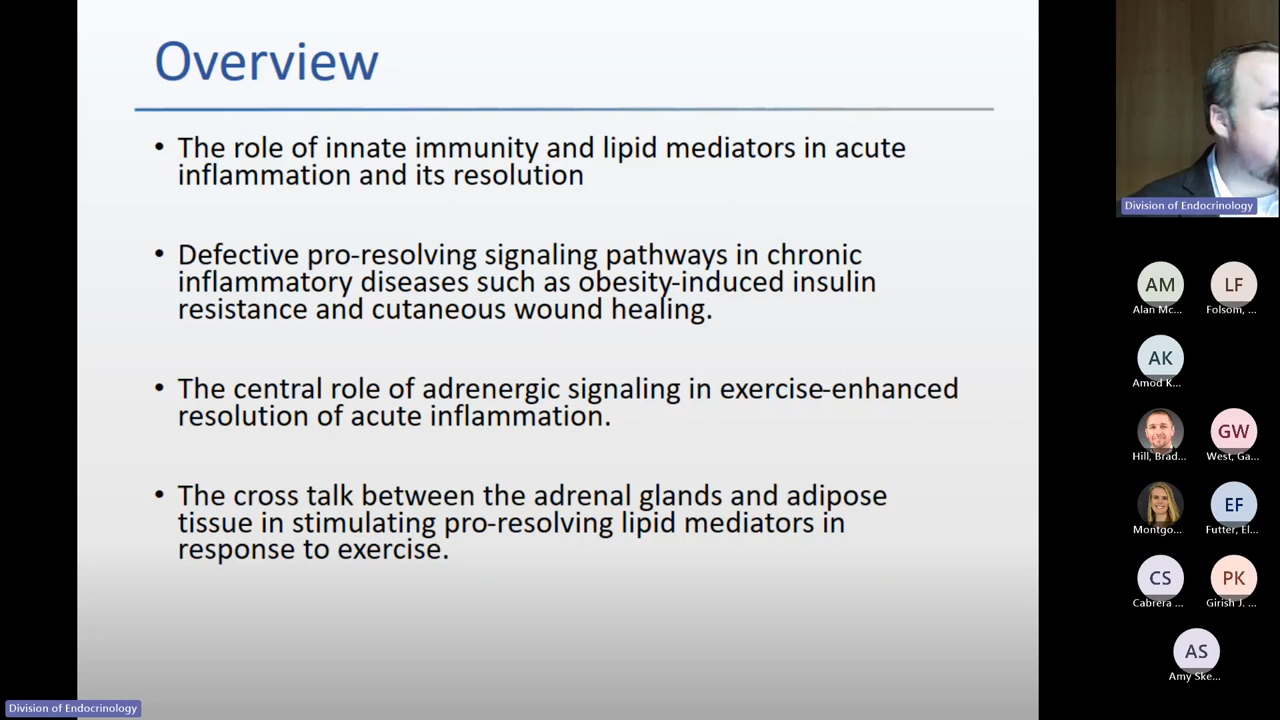 Overview
• The role of innate immunity and lipid mediators in acute
inflammation and its resolution
• Defective pro-resolving signaling pathways in chronic
inflammatory diseases such as obesity-induced insulin
resistance and cutaneous wound healing.
• The central role of adrenergic signaling in exercise-enhanced
resolution of acute inflammation.
• The cross talk between the adrenal glands and adipose
tissue in stimulating pro-resolving lipid mediators in
response to exercise.
Division of Endocrinology
Division of Endocrinology
AM
Alan Mc...
LF
Folsom, ...
AK
Amod K...
Hill, Brad...
GW
West, Ga...
Montgo...
EF
Futter, El...
CS
Cabrera ...
PK
Girish J. ...
AS
Amy Ske...